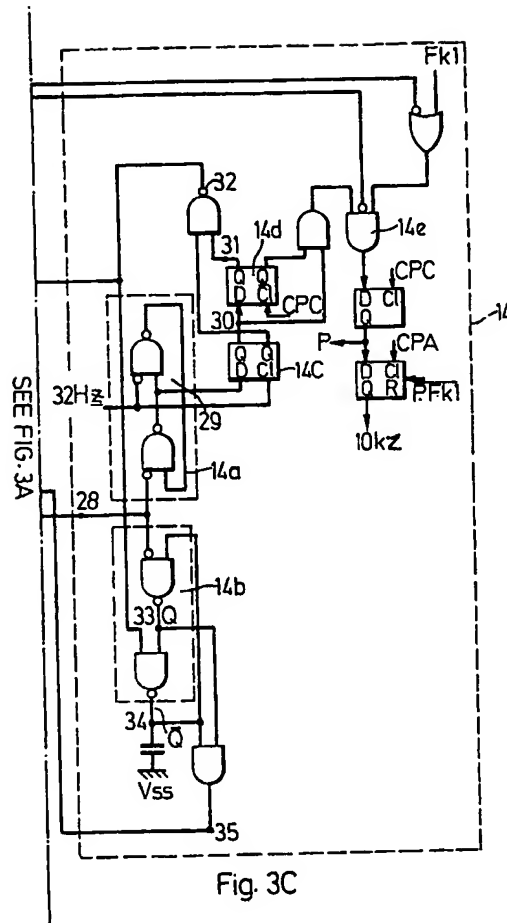 Fk1
32
14d
31
Q Q
D Cl
CPC
30
14e
CPC
D Cl
Q
P
14
CPA
D Cl
Q R
P.Fk1
10kz
Q Q
D Cl
14C
32Hz
29
14a
SEE FIG. 3A
28
14b
33 Q
34 Q̄
Vss
35
Fig. 3C